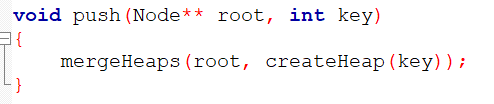 void push(Node** root, int key)
{
    mergeHeaps(root, createHeap(key));
}